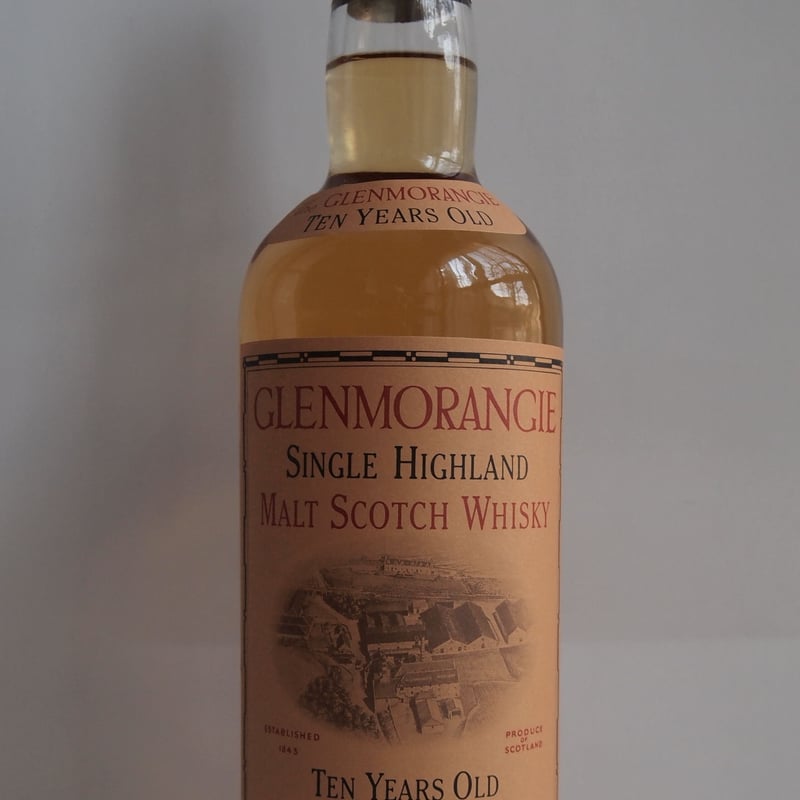 GLENMORANGIE
TEN YEARS OLD
GLENMORANGIE
SINGLE HIGHLAND
MALT SCOTCH WHISKY
ESTABLISHED
1843
PRODUCE
OF
SCOTLAND
TEN YEARS OLD